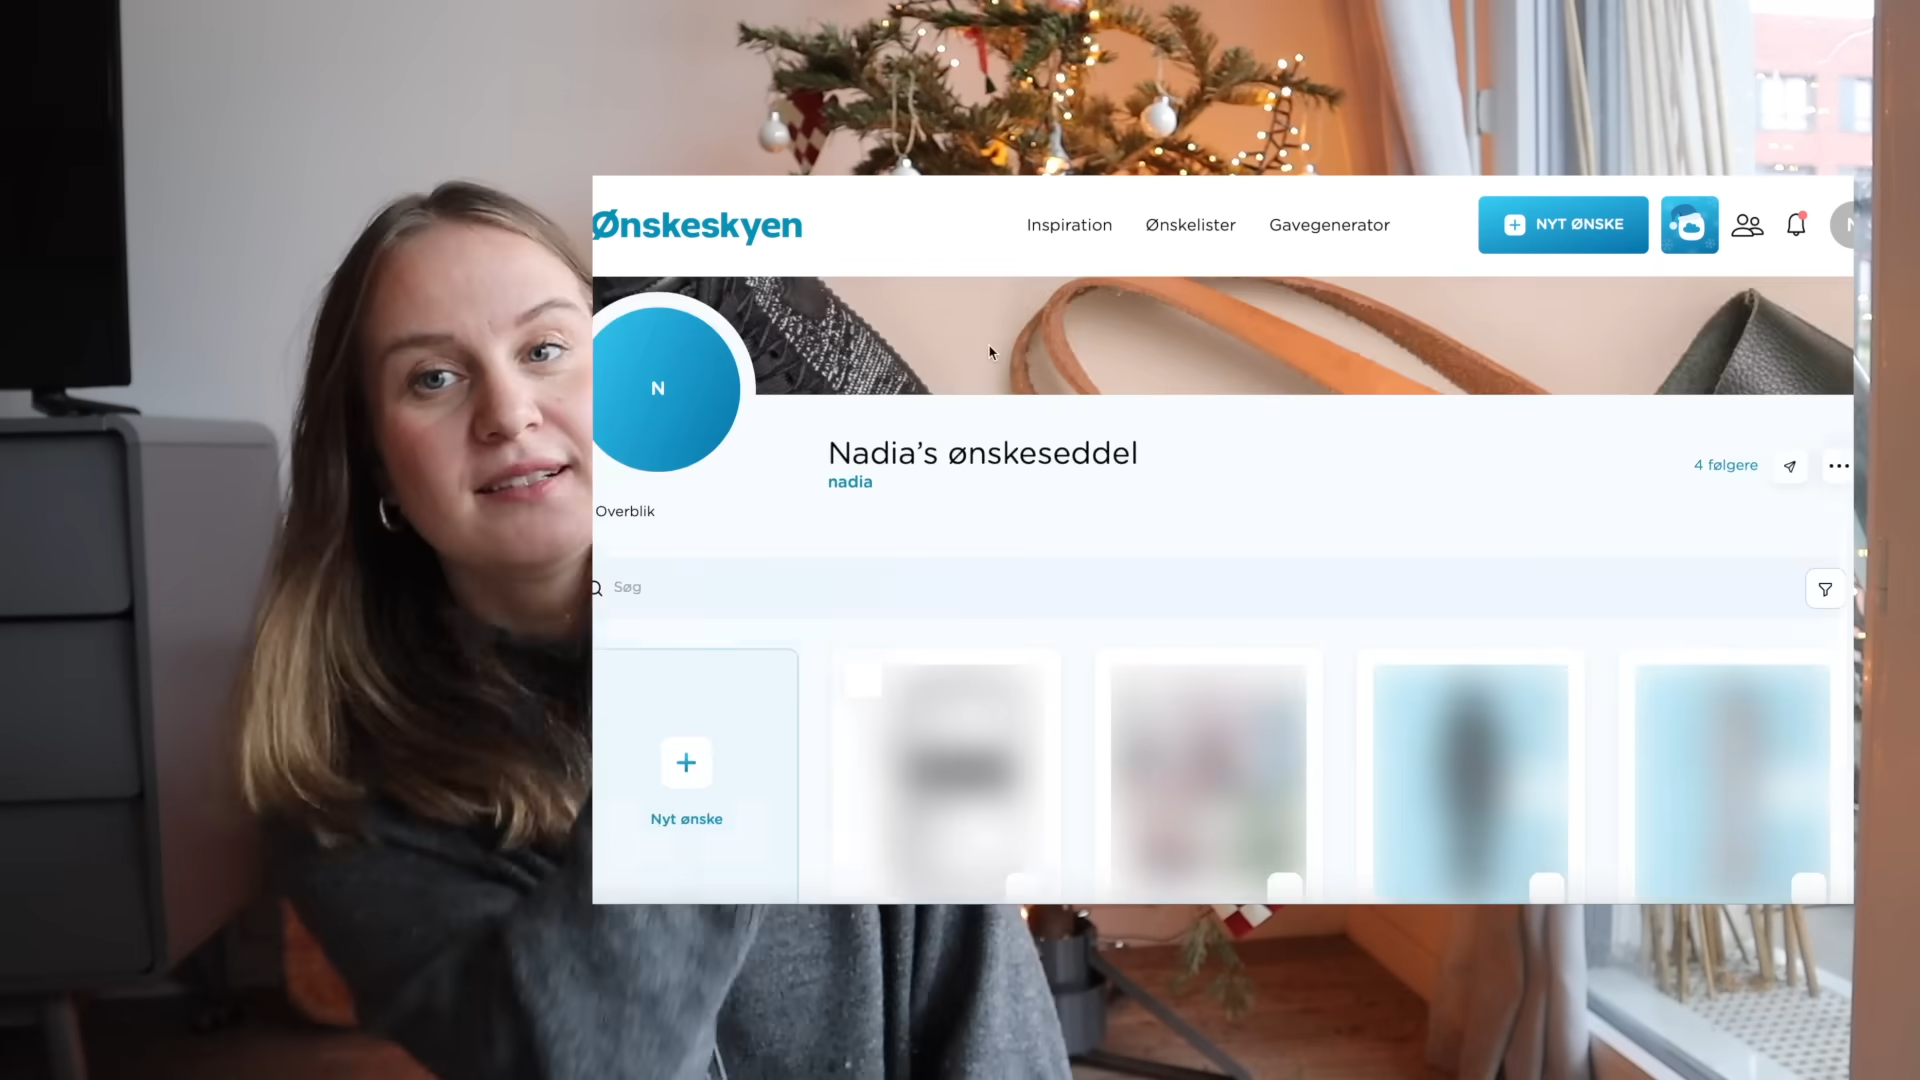 Ønskeskyen
Inspiration
Ønskelister
Gavegenerator
NYT ØNSKE
N
N
Nadia's ønskeseddel
nadia
4 følgere
Overblik
Søg
Nyt ønske